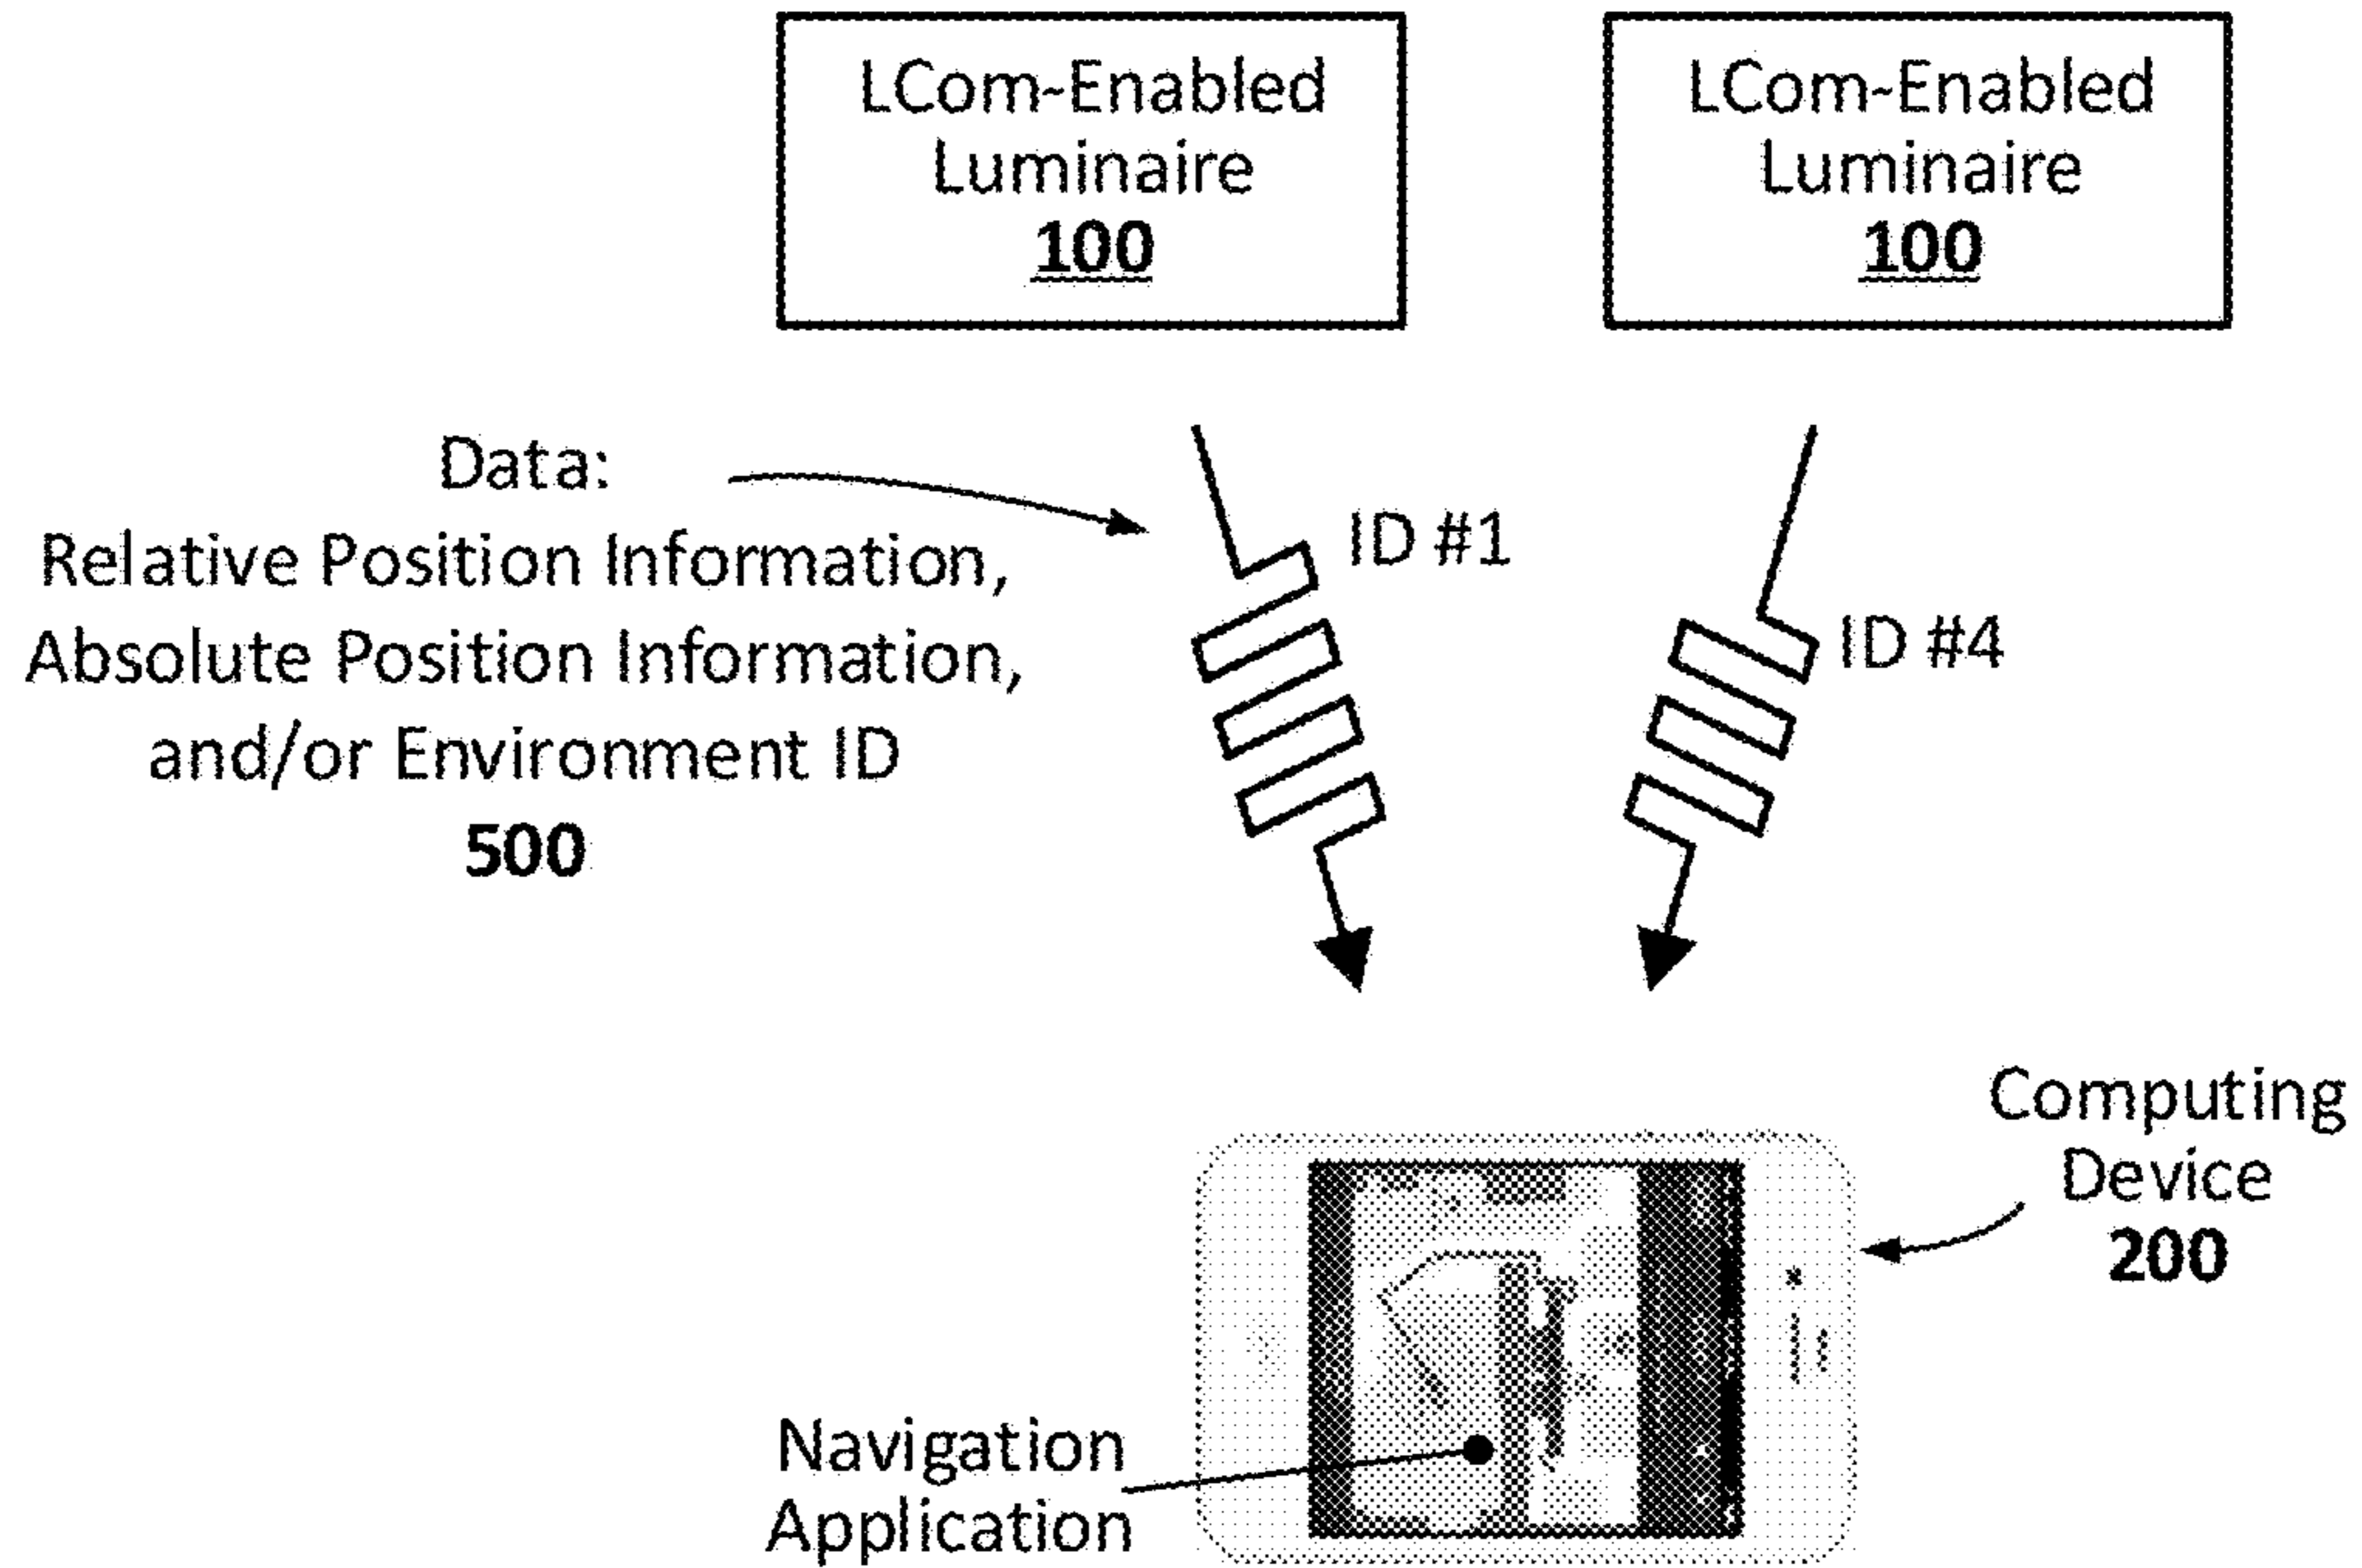 LCom-Enabled
Luminaire
100
LCom-Enabled
Luminaire
100
Data:
Relative Position Information,
Absolute Position Information,
and/or Environment ID
500
ID #1
ID #4
Computing
Device
200
Navigation
Application